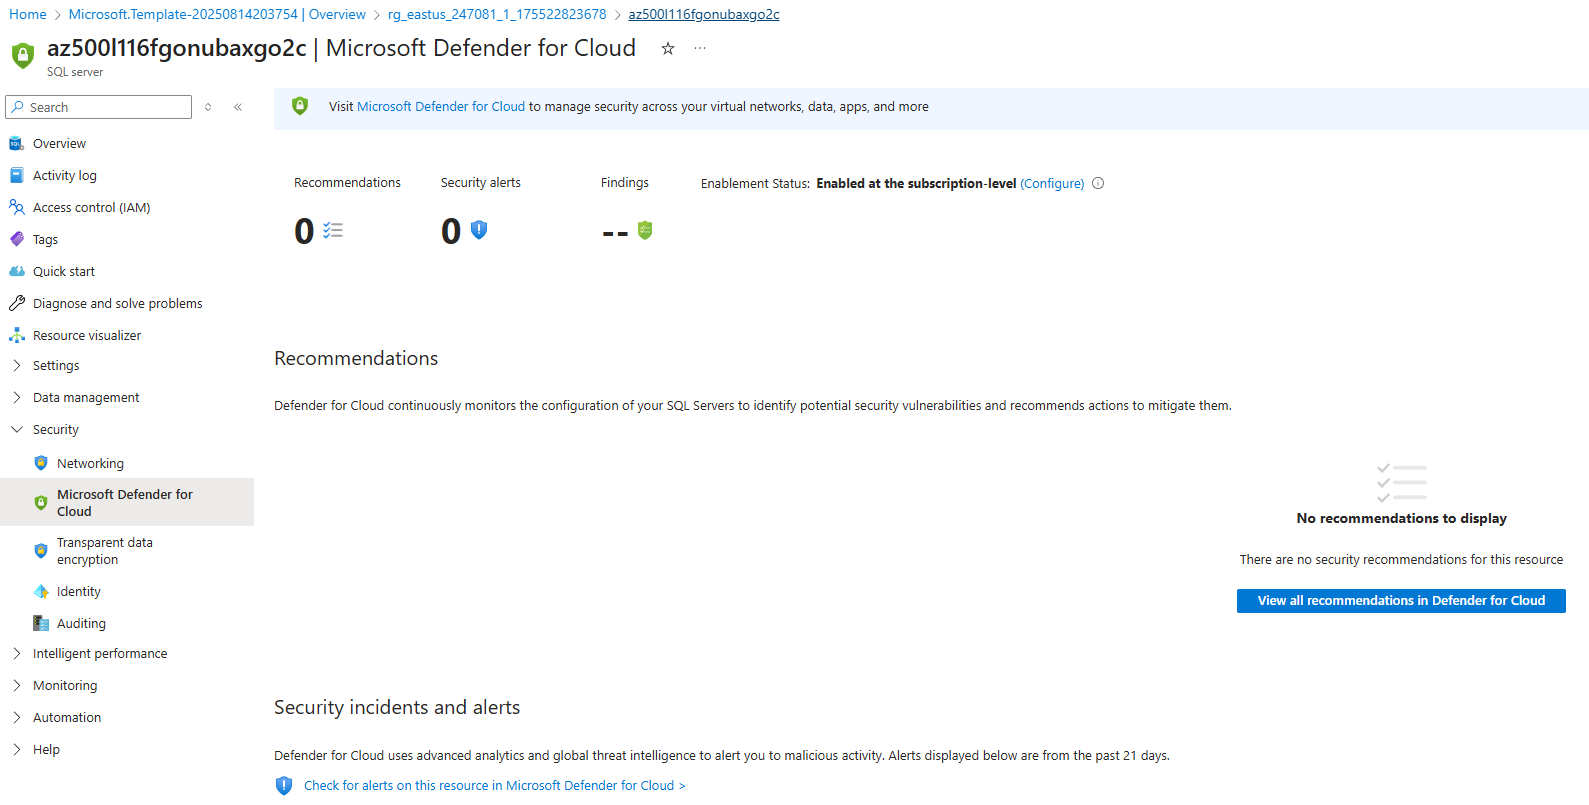 Home > Microsoft.Template-20250814203754 | Overview > rg_eastus_247081_1_175522823678 > az500l116fgonubaxgo2c
az500l116fgonubaxgo2c | Microsoft Defender for Cloud
SQL server
Search
Overview
Activity log
Access control (IAM)
Tags
Quick start
Diagnose and solve problems
Resource visualizer
Settings
Data management
Security
Networking
Microsoft Defender for
Cloud
Transparent data
encryption
Identity
Auditing
Intelligent performance
Monitoring
Automation
Help
Visit Microsoft Defender for Cloud to manage security across your virtual networks, data, apps, and more
Recommendations
0
Security alerts
0
Findings
--
Enablement Status: Enabled at the subscription-level (Configure)
Recommendations
Defender for Cloud continuously monitors the configuration of your SQL Servers to identify potential security vulnerabilities and recommends actions to mitigate them.
No recommendations to display
There are no security recommendations for this resource
View all recommendations in Defender for Cloud
Security incidents and alerts
Defender for Cloud uses advanced analytics and global threat intelligence to alert you to malicious activity. Alerts displayed below are from the past 21 days.
Check for alerts on this resource in Microsoft Defender for Cloud >